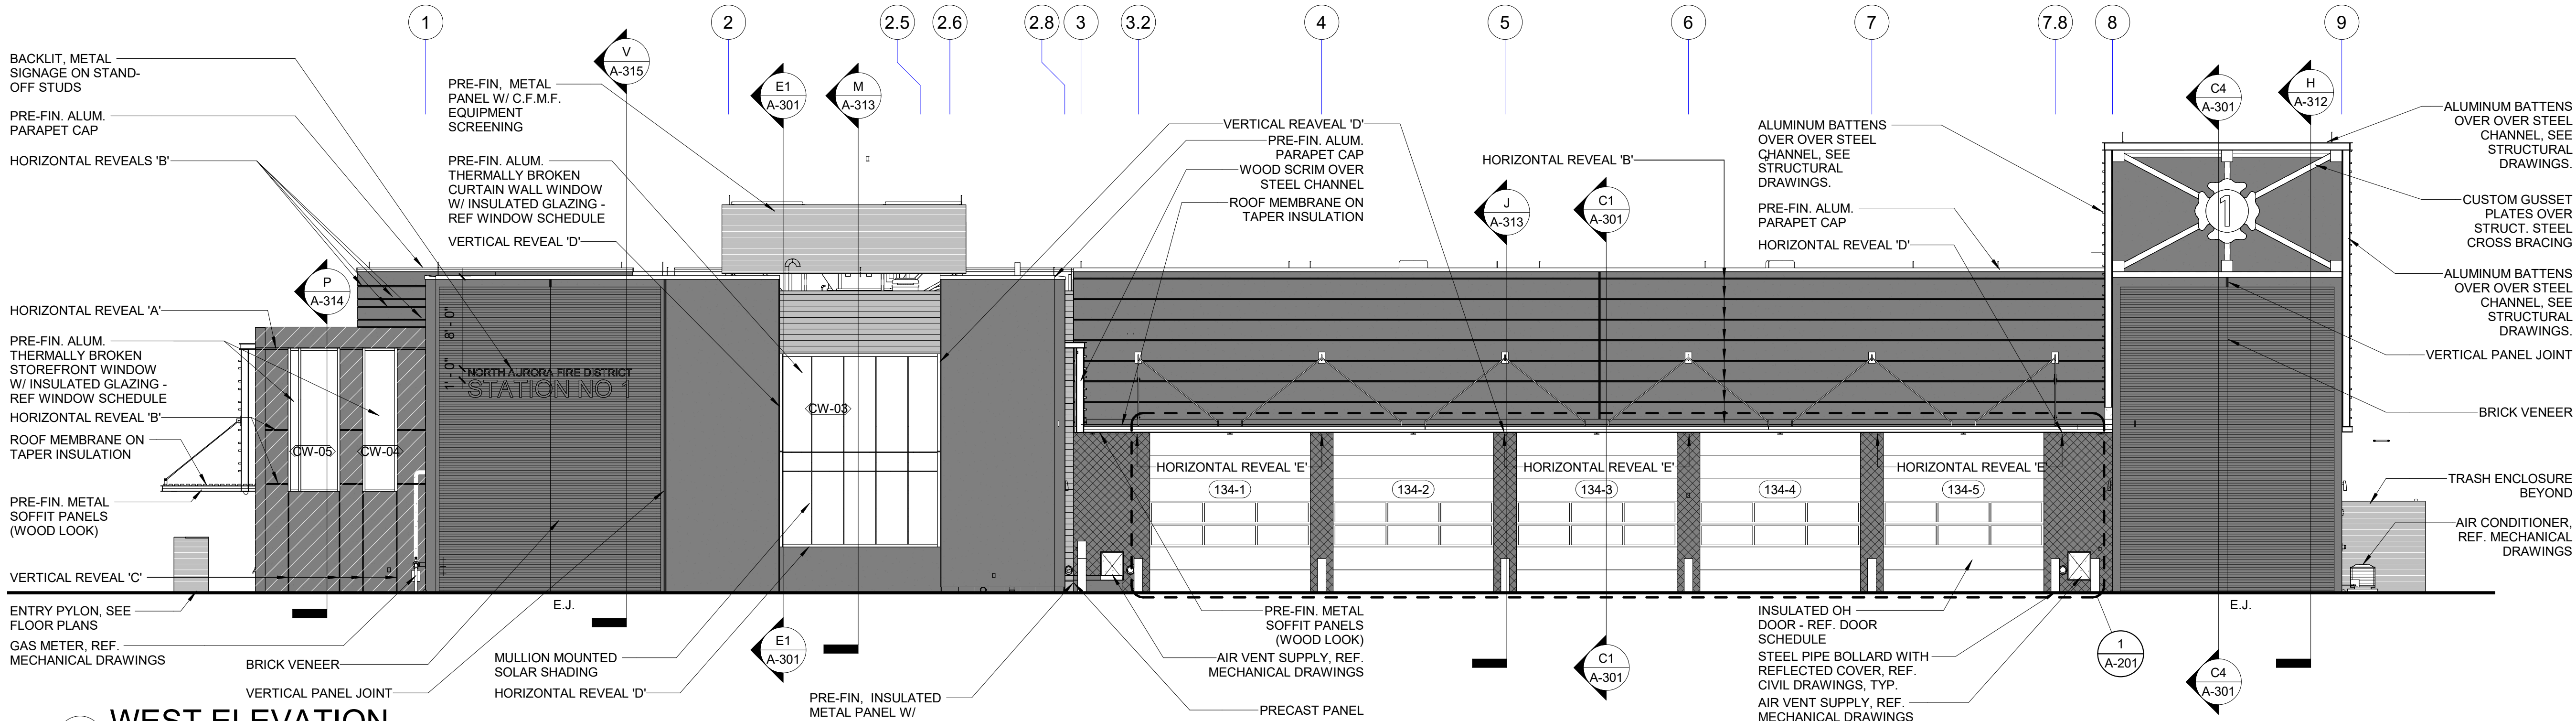 1
2
2.5
2.6
2.8
3
3.2
4
5
6
7
7.8
8
9
BACKLIT, METAL
SIGNAGE ON STAND-
OFF STUDS
PRE-FIN. ALUM.
PARAPET CAP
HORIZONTAL REVEALS 'B'
HORIZONTAL REVEAL 'A'
PRE-FIN. ALUM.
THERMALLY BROKEN
STOREFRONT WINDOW
W/ INSULATED GLAZING -
REF WINDOW SCHEDULE
HORIZONTAL REVEAL 'B'
ROOF MEMBRANE ON
TAPER INSULATION
PRE-FIN. METAL
SOFFIT PANELS
(WOOD LOOK)
VERTICAL REVEAL 'C'
ENTRY PYLON, SEE
FLOOR PLANS
GAS METER, REF.
MECHANICAL DRAWINGS
P
A-314
CW-05
CW-04
8' - 0"
1' - 0"
NORTH AURORA FIRE DISTRICT
STATION NO 1
V
A-315
PRE-FIN, METAL
PANEL W/ C.F.M.F.
EQUIPMENT
SCREENING
PRE-FIN. ALUM.
THERMALLY BROKEN
CURTAIN WALL WINDOW
W/ INSULATED GLAZING -
REF WINDOW SCHEDULE
VERTICAL REVEAL 'D'
E1
A-301
M
A-313
CW-03
E.J.
BRICK VENEER
VERTICAL PANEL JOINT
MULLION MOUNTED
SOLAR SHADING
HORIZONTAL REVEAL 'D'
E1
A-301
PRE-FIN, INSULATED
METAL PANEL W/
VERTICAL REAVEAL 'D'
PRE-FIN. ALUM.
PARAPET CAP
WOOD SCRIM OVER
STEEL CHANNEL
ROOF MEMBRANE ON
TAPER INSULATION
HORIZONTAL REVEAL 'B'
J
A-313
C1
A-301
HORIZONTAL REVEAL 'E'
HORIZONTAL REVEAL 'E'
HORIZONTAL REVEAL 'E'
134-1
134-2
134-3
134-4
134-5
PRE-FIN. METAL
SOFFIT PANELS
(WOOD LOOK)
AIR VENT SUPPLY, REF.
MECHANICAL DRAWINGS
PRECAST PANEL
C1
A-301
ALUMINUM BATTENS
OVER OVER STEEL
CHANNEL, SEE
STRUCTURAL
DRAWINGS.
PRE-FIN. ALUM.
PARAPET CAP
HORIZONTAL REVEAL 'D'
INSULATED OH
DOOR - REF. DOOR
SCHEDULE
STEEL PIPE BOLLARD WITH
REFLECTED COVER, REF.
CIVIL DRAWINGS, TYP.
AIR VENT SUPPLY, REF.
MECHANICAL DRAWINGS
1
A-201
C4
A-301
H
A-312
1
E.J.
C4
A-301
ALUMINUM BATTENS
OVER OVER STEEL
CHANNEL, SEE
STRUCTURAL
DRAWINGS.
CUSTOM GUSSET
PLATES OVER
STRUCT. STEEL
CROSS BRACING
ALUMINUM BATTENS
OVER OVER STEEL
CHANNEL, SEE
STRUCTURAL
DRAWINGS.
VERTICAL PANEL JOINT
BRICK VENEER
TRASH ENCLOSURE
BEYOND
AIR CONDITIONER,
REF. MECHANICAL
DRAWINGS
WEST ELEVATION